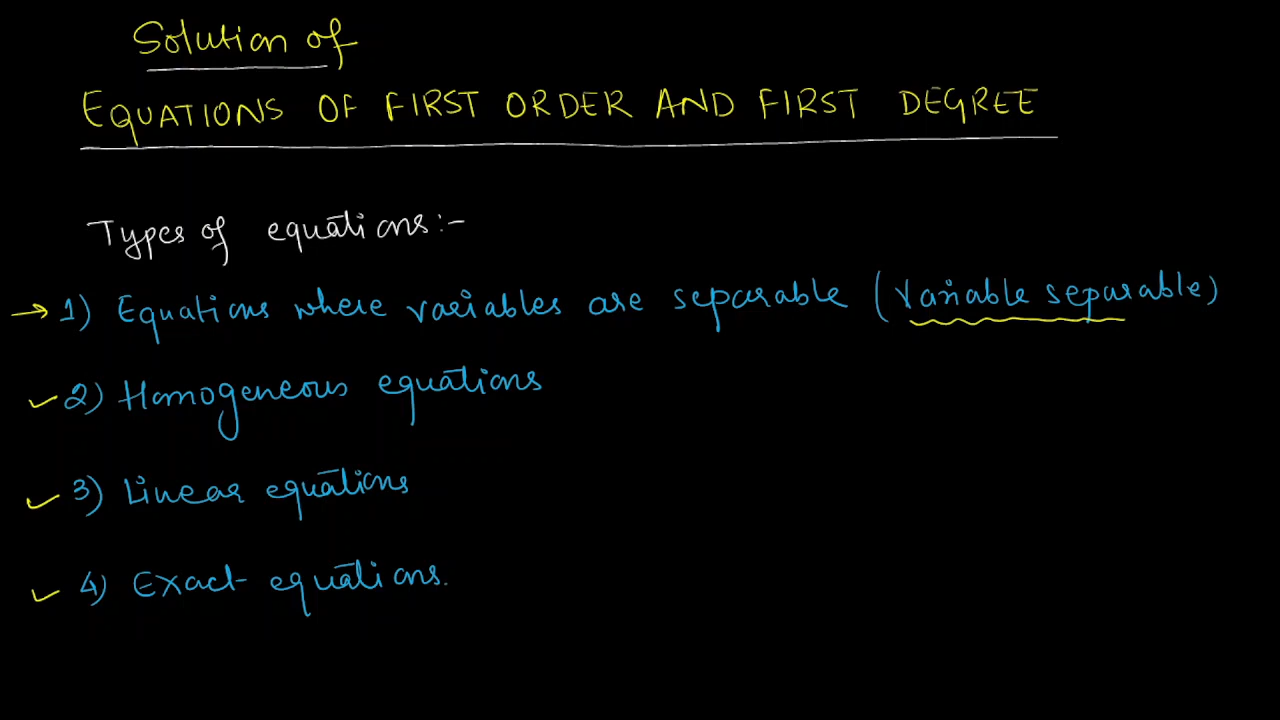 Solution of
EQUATIONS OF FIRST ORDER AND FIRST DEGREE
Types of equations:-
→ 1) Equations where variables are separable (variable separable)
✓ 2) Homogeneous equations
✓ 3) Linear equations
✓ 4) Exact equations.